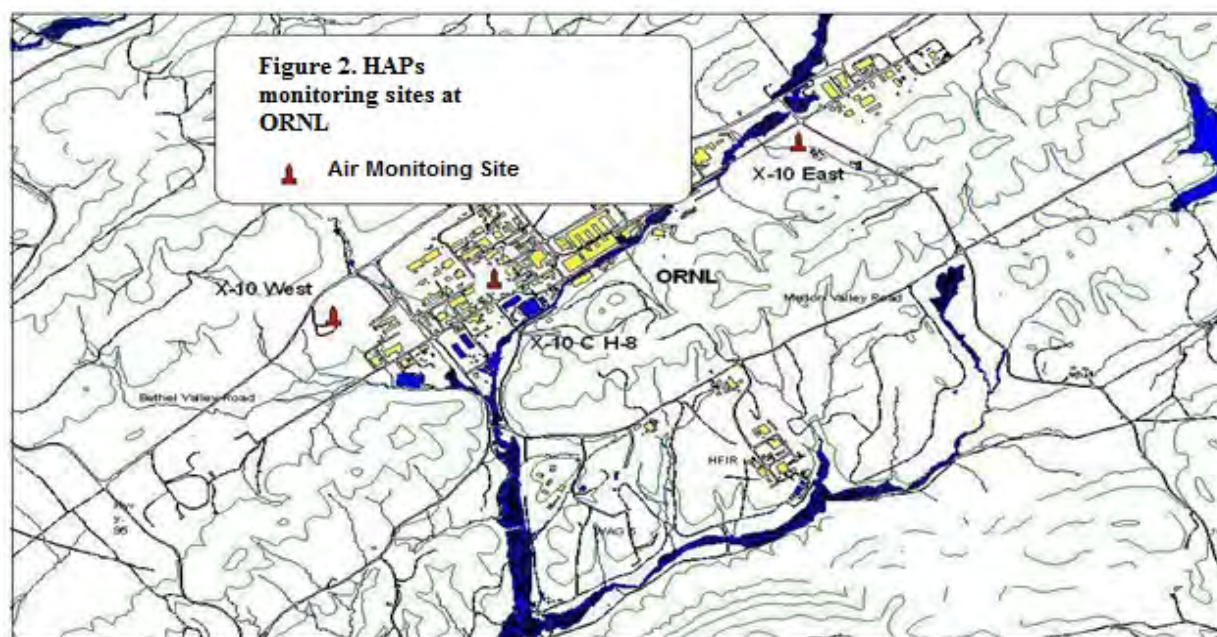 Figure 2. HAPs
monitoring sites at
ORNL
Air Monitoing Site
X-10 East
X-10 West
ORNL
Melton Valley Road
X-10 C H-8
Bethel Valley Road
HFIR
95